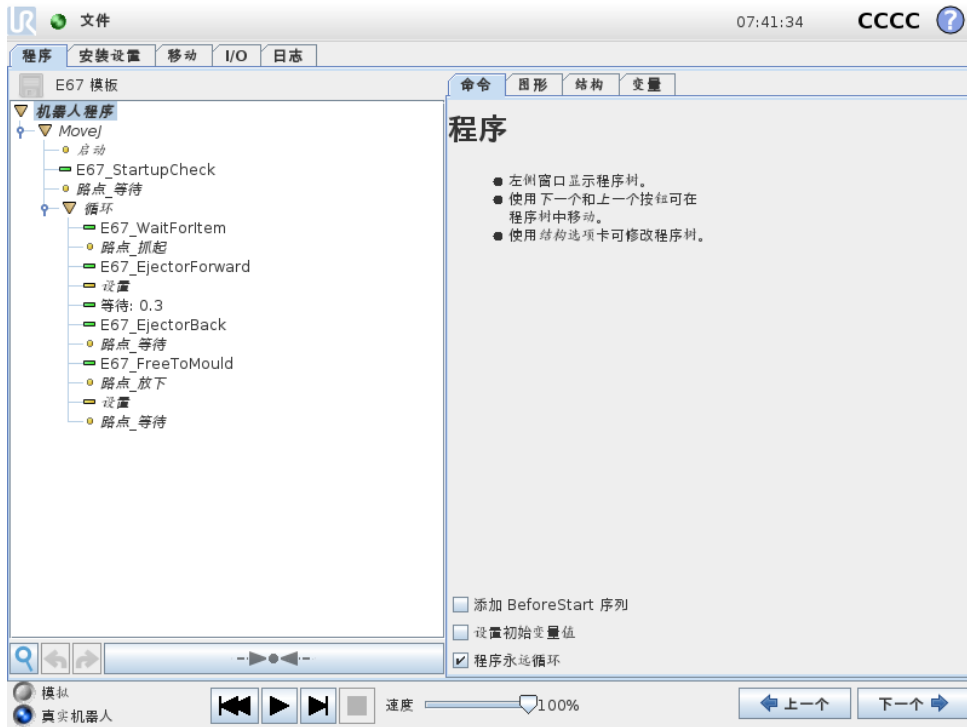 UR 文件 07:41:34 CCCC ?
程序 安装设置 移动 I/O 日志
E67 模板
命令 图形 结构 变量
机器人程序
MoveJ
启动
E67_StartupCheck
路点_等待
循环
E67_WaitForItem
路点_抓起
E67_EjectorForward
设置
等待: 0.3
E67_EjectorBack
路点_等待
E67_FreeToMould
路点_放下
设置
路点_等待
程序
左侧窗口显示程序树。
使用下一个和上一个按钮可在
程序树中移动。
使用结构选项卡可修改程序树。
添加 BeforeStart 序列
设置初始变量值
程序永远循环
模拟
真实机器人
速度 100%
上一个 下一个